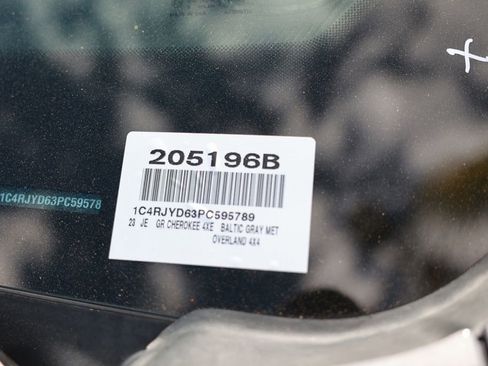 205196B
1C4RJYD63PC595789
1C4RJYD63PC59578
23 JE GR CHEROKEE 4XE BALTIC GRAY MET
OVERLAND 4X4